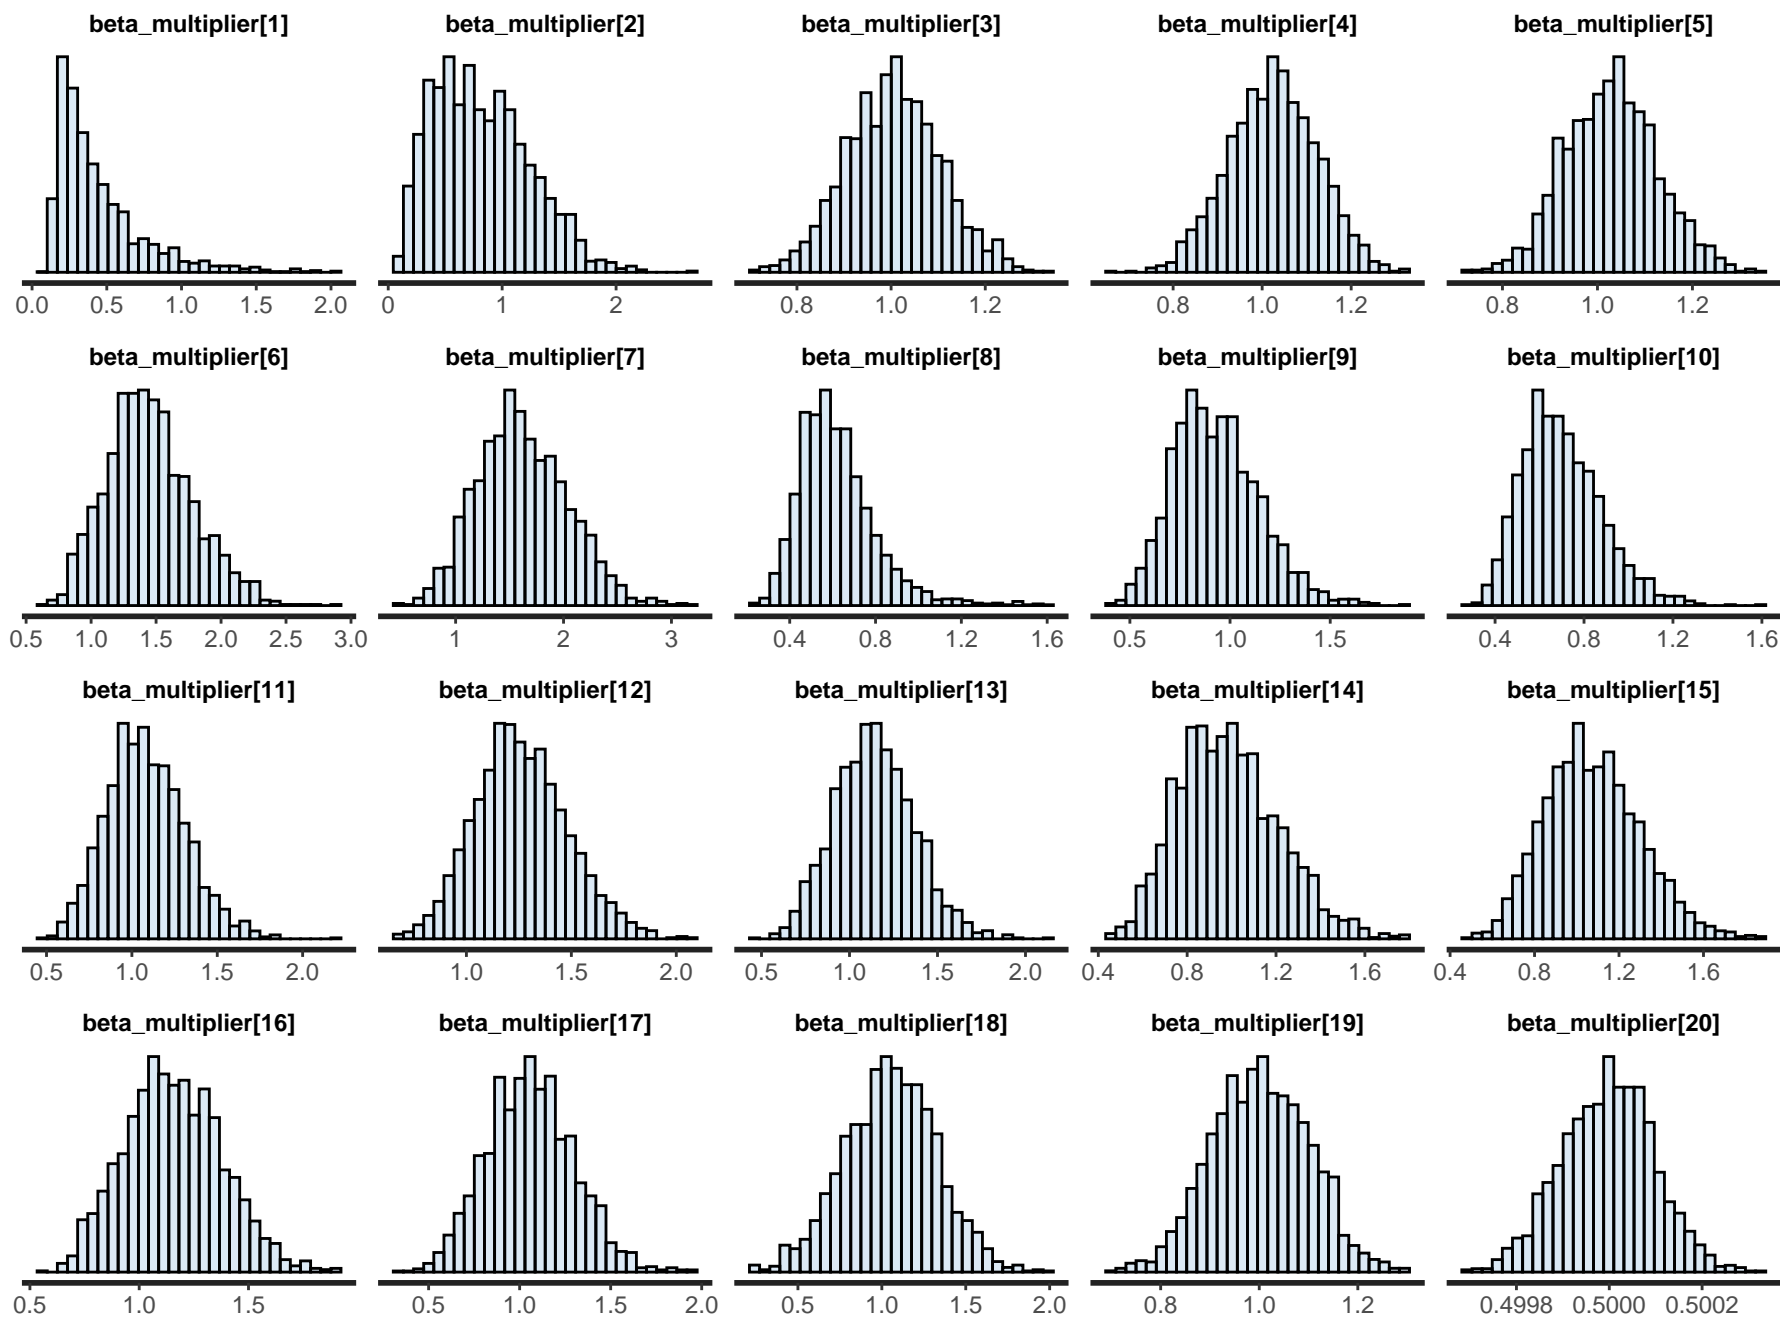 beta_multiplier[1] beta_multiplier[2] beta_multiplier[3] beta_multiplier[4] beta_multiplier[5]
0.0 0.5 1.0 1.5 2.0 0 1 2 0.8 1.0 1.2 0.8 1.0 1.2 0.8 1.0 1.2
beta_multiplier[6] beta_multiplier[7] beta_multiplier[8] beta_multiplier[9] beta_multiplier[10]
0.5 1.0 1.5 2.0 2.5 3.0 1 2 3 0.4 0.8 1.2 1.6 0.5 1.0 1.5 0.4 0.8 1.2 1.6
beta_multiplier[11] beta_multiplier[12] beta_multiplier[13] beta_multiplier[14] beta_multiplier[15]
0.5 1.0 1.5 2.0 1.0 1.5 2.0 0.5 1.0 1.5 2.0 0.4 0.8 1.2 1.6 0.4 0.8 1.2 1.6
beta_multiplier[16] beta_multiplier[17] beta_multiplier[18] beta_multiplier[19] beta_multiplier[20]
0.5 1.0 1.5 0.5 1.0 1.5 2.0 0.5 1.0 1.5 2.0 0.8 1.0 1.2 0.4998 0.5000 0.5002